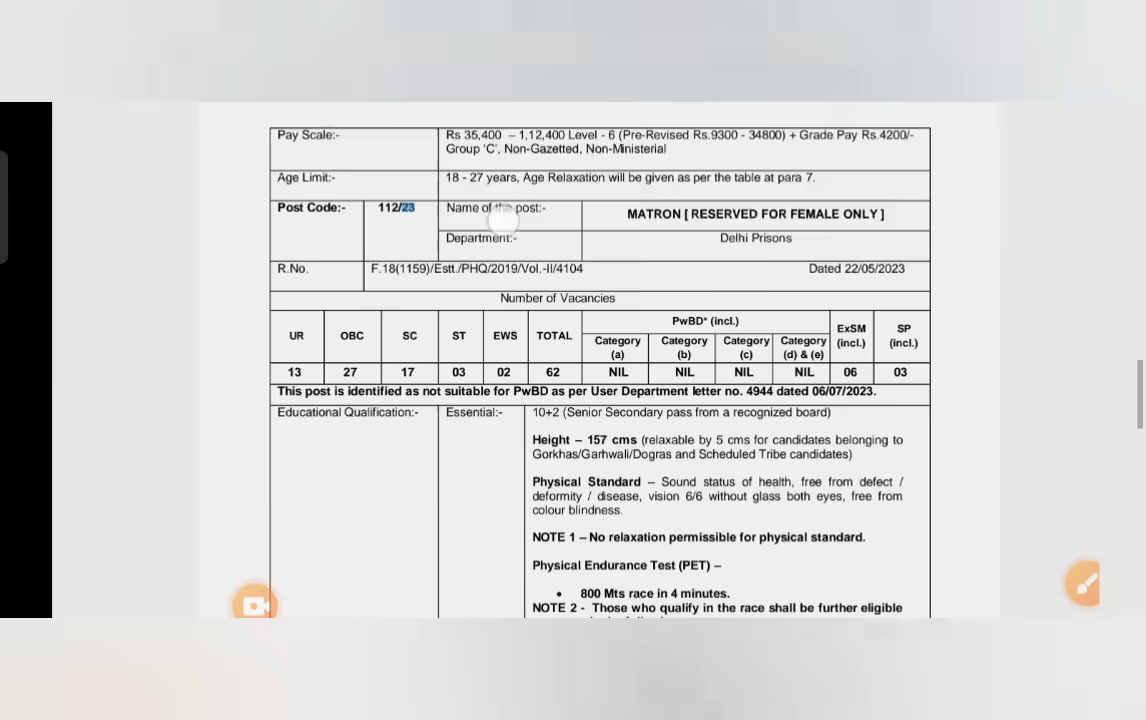 Pay Scale:- Rs 35,400 – 1,12,400 Level - 6 (Pre-Revised Rs.9300 - 34800) + Grade Pay Rs.4200/-
Group 'C', Non-Gazetted, Non-Ministerial
Age Limit:- 18 - 27 years, Age Relaxation will be given as per the table at para 7.
Post Code:- 112/23 Name of the post:- MATRON [ RESERVED FOR FEMALE ONLY ]
Department:- Delhi Prisons
R.No. F.18(1159)/Estt./PHQ/2019/Vol.-II/4104 Dated 22/05/2023
Number of Vacancies
UR OBC SC ST EWS TOTAL PwBD* (incl.) ExSM (incl.) SP (incl.)
Category (a) Category (b) Category (c) Category (d) & (e)
13 27 17 03 02 62 NIL NIL NIL NIL 06 03
This post is identified as not suitable for PwBD as per User Department letter no. 4944 dated 06/07/2023.
Educational Qualification:- Essential:- 10+2 (Senior Secondary pass from a recognized board)
Height – 157 cms (relaxable by 5 cms for candidates belonging to
Gorkhas/Garhwali/Dogras and Scheduled Tribe candidates)
Physical Standard – Sound status of health, free from defect /
deformity / disease, vision 6/6 without glass both eyes, free from
colour blindness.
NOTE 1 – No relaxation permissible for physical standard.
Physical Endurance Test (PET) –
• 800 Mts race in 4 minutes.
NOTE 2 - Those who qualify in the race shall be further eligible